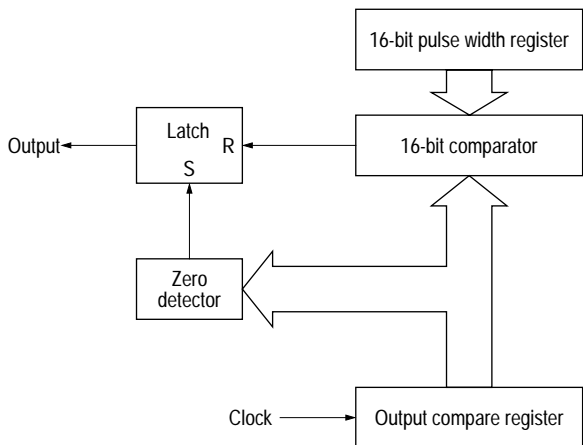 16-bit pulse width register
Latch
R
S
Output
16-bit comparator
Zero
detector
Clock
Output compare register